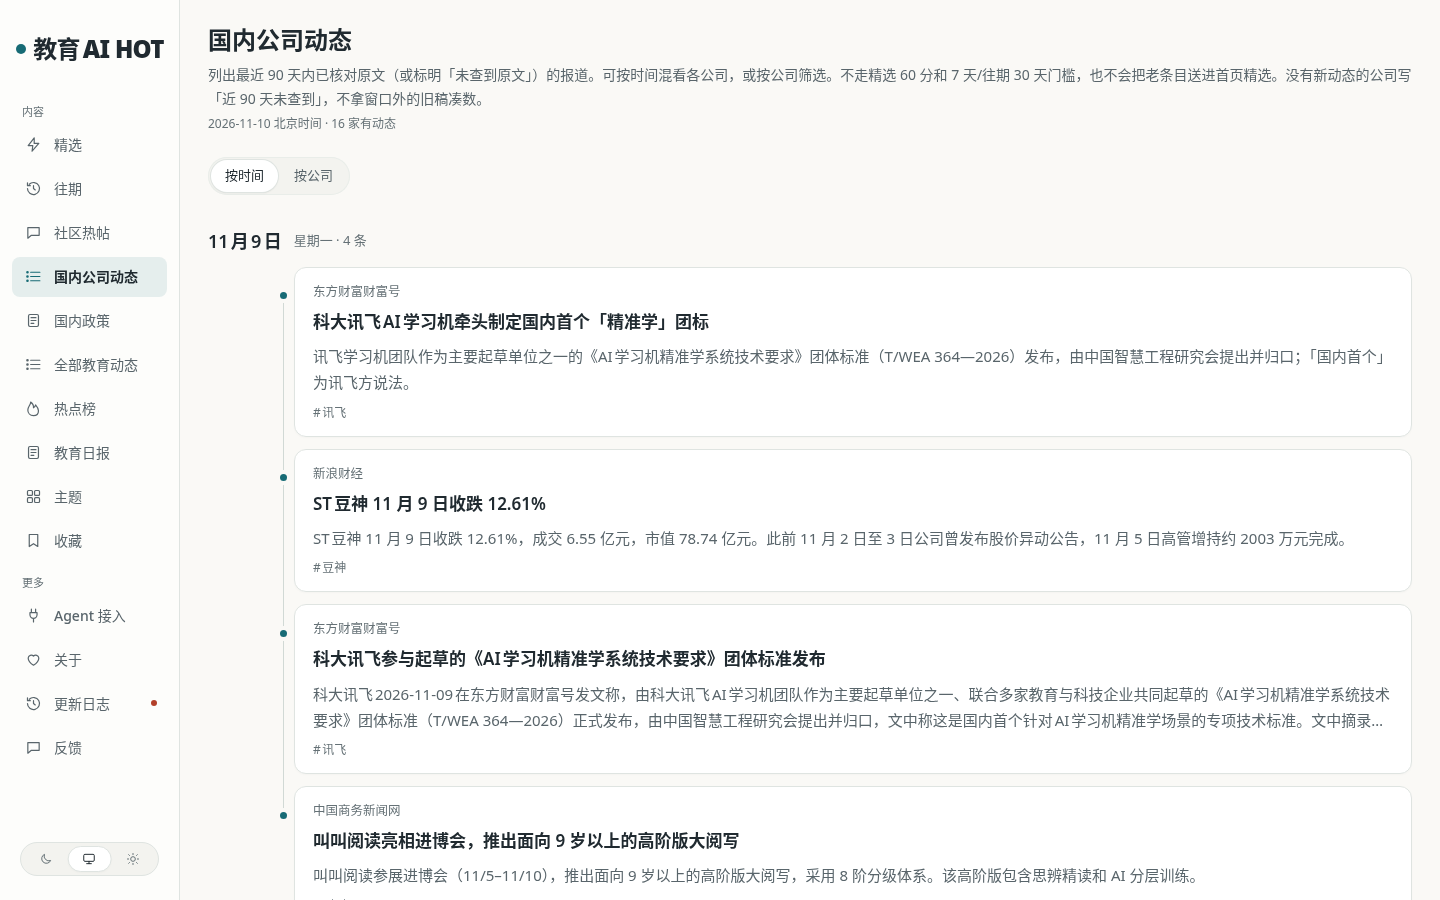 教育 AI HOT
内容
精选
往期
社区热帖
国内公司动态
国内政策
全部教育动态
热点榜
教育日报
主题
收藏
更多
Agent 接入
关于
更新日志
反馈
国内公司动态
列出最近 90 天内已核对原文（或标明「未查到原文」）的报道。可按时间混看各公司，或按公司筛选。不走精选 60 分和 7 天/往期 30 天门槛，也不会把老条目送进首页精选。没有新动态的公司写
「近 90 天未查到」，不拿窗口外的旧稿凑数。
2026-11-10 北京时间 · 16 家有动态
按时间
按公司
11月9日 星期一 · 4 条
东方财富财富号
科大讯飞AI学习机牵头制定国内首个「精准学」团标
讯飞学习机团队作为主要起草单位之一的《AI学习机精准学系统技术要求》团体标准（T/WEA 364—2026）发布，由中国智慧工程研究会提出并归口；「国内首个」
为讯飞方说法。
#讯飞
新浪财经
ST豆神 11 月 9 日收跌 12.61%
ST豆神 11 月 9 日收跌 12.61%，成交 6.55 亿元，市值 78.74 亿元。此前 11 月 2 日至 3 日公司曾发布股价异动公告，11 月 5 日高管增持约 2003 万元完成。
#豆神
东方财富财富号
科大讯飞参与起草的《AI学习机精准学系统技术要求》团体标准发布
科大讯飞2026-11-09在东方财富财富号发文称，由科大讯飞AI学习机团队作为主要起草单位之一、联合多家教育与科技企业共同起草的《AI学习机精准学系统技术
要求》团体标准（T/WEA 364—2026）正式发布，由中国智慧工程研究会提出并归口，文中称这是国内首个针对AI学习机精准学场景的专项技术标准。文中摘录...
#讯飞
中国商务新闻网
叫叫阅读亮相进博会，推出面向 9 岁以上的高阶版大阅写
叫叫阅读参展进博会（11/5–11/10），推出面向 9 岁以上的高阶版大阅写，采用 8 阶分级体系。该高阶版包含思辨精读和 AI 分层训练。